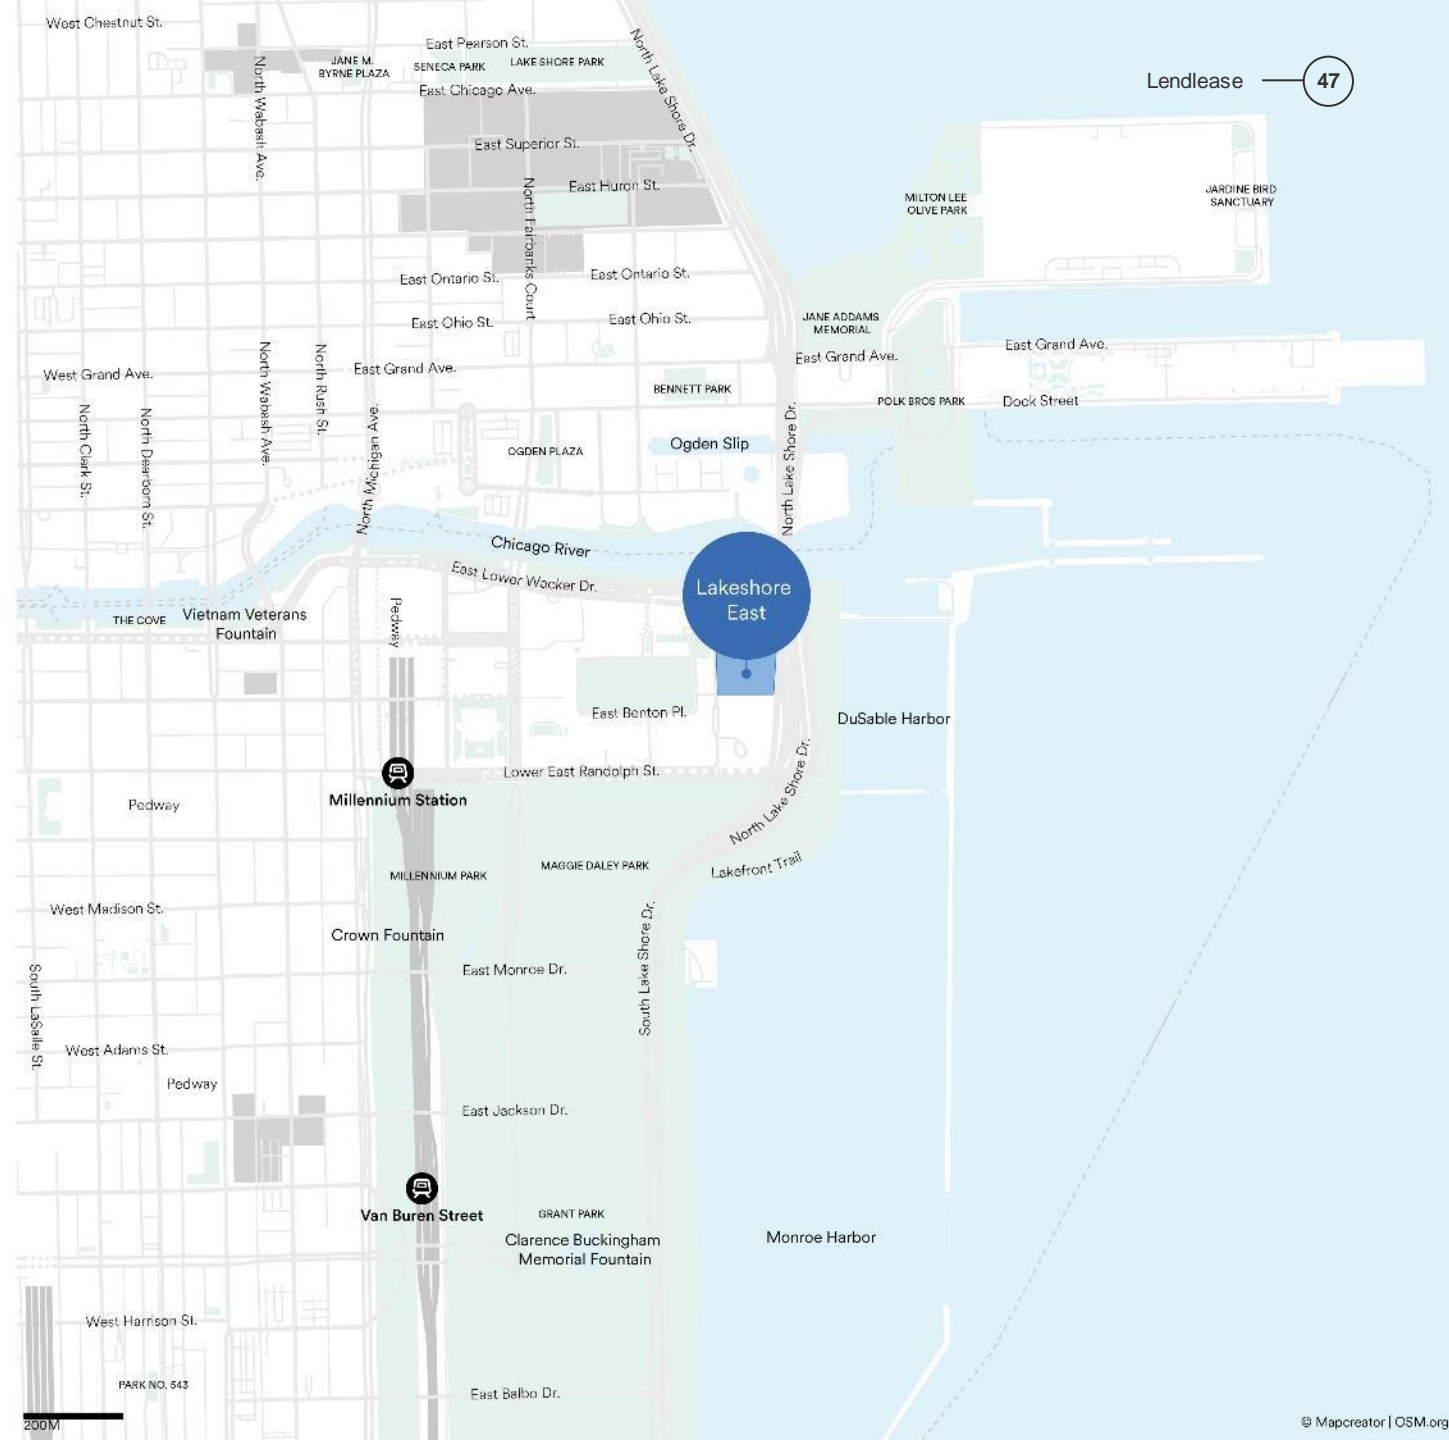 West Chestnut St.
East Pearson St.
JANE M.
BYRNE PLAZA
SENECA PARK
LAKE SHORE PARK
North Lake Shore Dr.
Lendlease
47
North Wabash Ave.
East Chicago Ave.
East Superior St.
East Huron St.
North Fairbanks Court
MILTON LEE
OLIVE PARK
JARDINE BIRD
SANCTUARY
East Ontario St.
East Ontario St.
East Ohio St.
East Ohio St.
JANE ADDAMS
MEMORIAL
East Grand Ave.
East Grand Ave.
West Grand Ave.
East Grand Ave.
North Wabash Ave.
North Rush St.
BENNETT PARK
POLK BROS PARK
Dock Street
North Clark St.
North Dearborn St.
North Michigan Ave.
OGDEN PLAZA
Ogden Slip
North Lake Shore Dr.
Chicago River
East Lower Wacker Dr.
Lakeshore
East
THE COVE
Vietnam Veterans
Fountain
Pedway
East Benton Pl.
DuSable Harbor
Lower East Randolph St.
North Lake Shore Dr.
Millennium Station
Pedway
MILLENNIUM PARK
MAGGIE DALEY PARK
Lakefront Trail
West Madison St.
Crown Fountain
South Lake Shore Dr.
East Monroe Dr.
South LaSalle St.
West Adams St.
Pedway
East Jackson Dr.
Van Buren Street
GRANT PARK
Clarence Buckingham
Memorial Fountain
Monroe Harbor
West Harrison St.
PARK NO. 543
East Balbo Dr.
200M
© Mapcreator | OSM.org